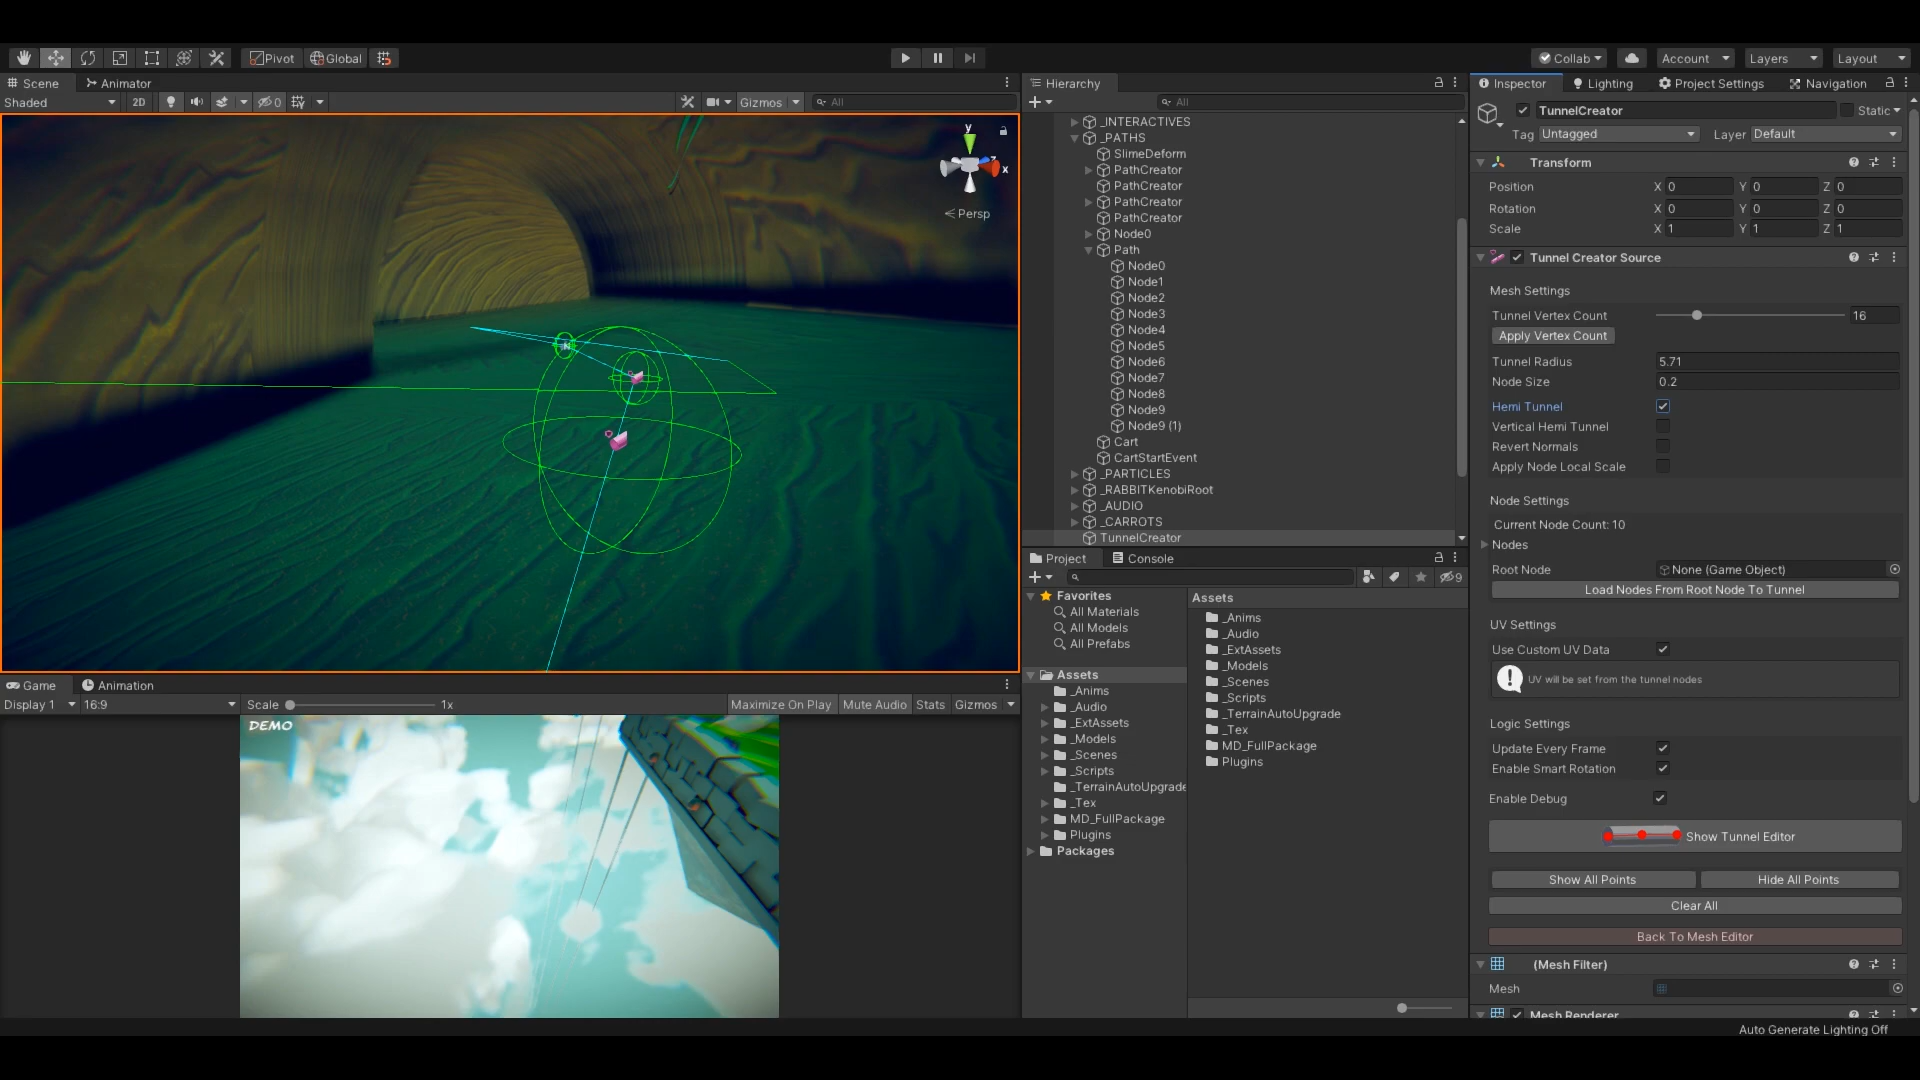 Pivot Global Collab Account Layers Layout
Scene Animator
Shaded 2D 0 Gizmos All
y
x
Persp
Game Animation
Display 1 16:9 Scale 1x Maximize On Play Mute Audio Stats Gizmos
DEMO
Hierarchy
All
_INTERACTIVES
_PATHS
SlimeDeform
PathCreator
PathCreator
PathCreator
PathCreator
Node0
Path
Node0
Node1
Node2
Node3
Node4
Node5
Node6
Node7
Node8
Node9
Node9 (1)
Cart
CartStartEvent
_PARTICLES
_RABBITKenobiRoot
_AUDIO
_CARROTS
TunnelCreator
Project Console
9
Favorites
All Materials
All Models
All Prefabs
Assets
_Anims
_Audio
_ExtAssets
_Models
_Scenes
_Scripts
_TerrainAutoUpgrade
_Tex
MD_FullPackage
Plugins
Packages
Assets
_Anims
_Audio
_ExtAssets
_Models
_Scenes
_Scripts
_TerrainAutoUpgrade
_Tex
MD_FullPackage
Plugins
Inspector Lighting Project Settings Navigation
TunnelCreator Static
Tag Untagged Layer Default
Transform
Position X 0 Y 0 Z 0
Rotation X 0 Y 0 Z 0
Scale X 1 Y 1 Z 1
Tunnel Creator Source
Mesh Settings
Tunnel Vertex Count 16
Apply Vertex Count
Tunnel Radius 5.71
Node Size 0.2
Hemi Tunnel
Vertical Hemi Tunnel
Revert Normals
Apply Node Local Scale
Node Settings
Current Node Count: 10
Nodes
Root Node None (Game Object)
Load Nodes From Root Node To Tunnel
UV Settings
Use Custom UV Data
UV will be set from the tunnel nodes
Logic Settings
Update Every Frame
Enable Smart Rotation
Enable Debug
Show Tunnel Editor
Show All Points Hide All Points
Clear All
Back To Mesh Editor
(Mesh Filter)
Mesh
Mesh Renderer
Auto Generate Lighting Off